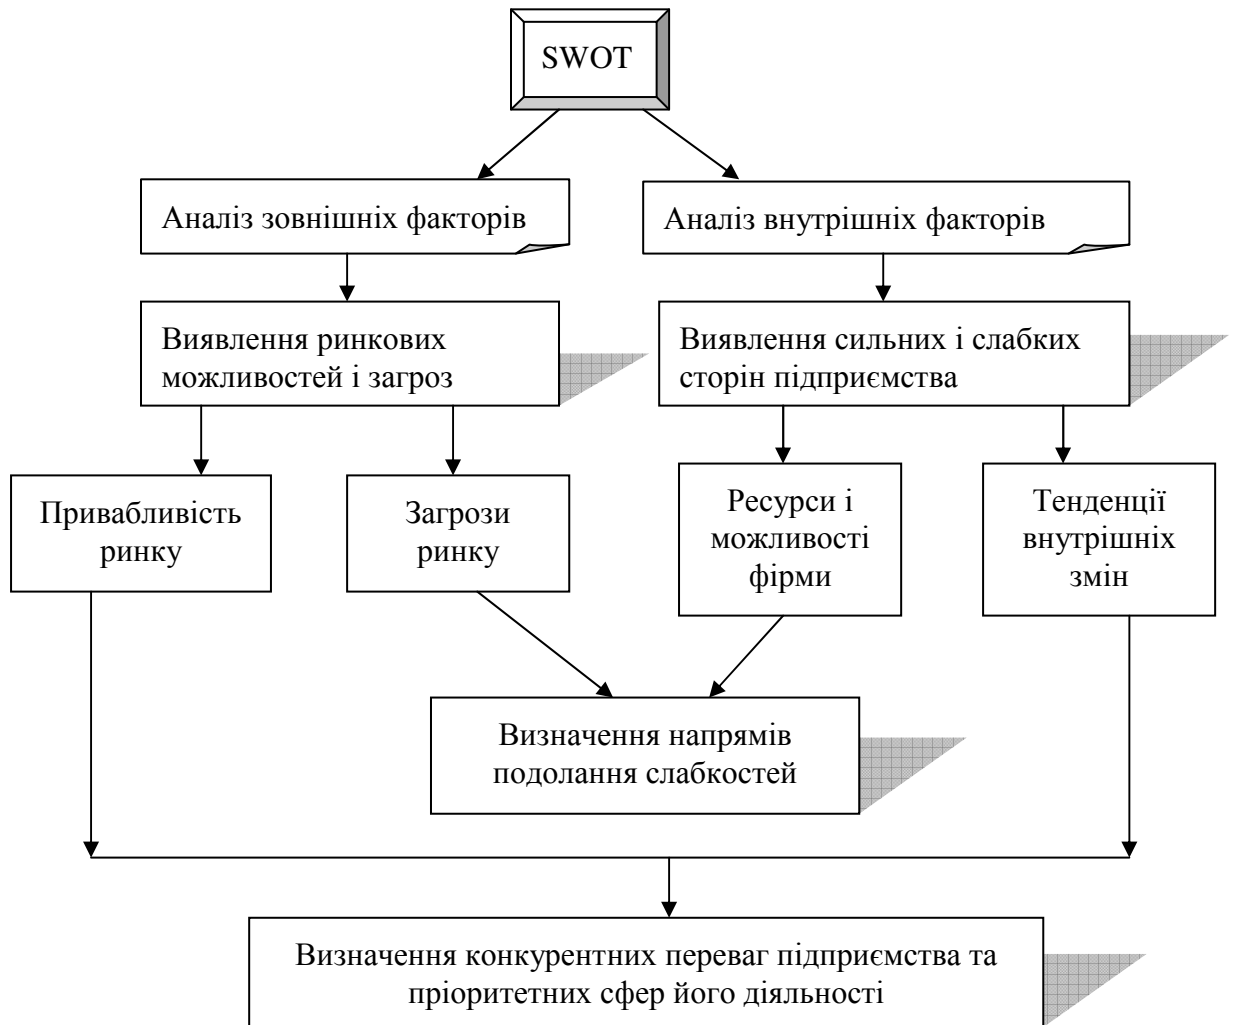 SWOT
Аналіз зовнішніх факторів
Аналіз внутрішніх факторів
Виявлення ринкових
можливостей і загроз
Виявлення сильних і слабких
сторін підприємства
Привабливість
ринку
Загрози
ринку
Ресурси і
можливості
фірми
Тенденції
внутрішніх
змін
Визначення напрямів
подолання слабкостей
Визначення конкурентних переваг підприємства та
пріоритетних сфер його діяльності